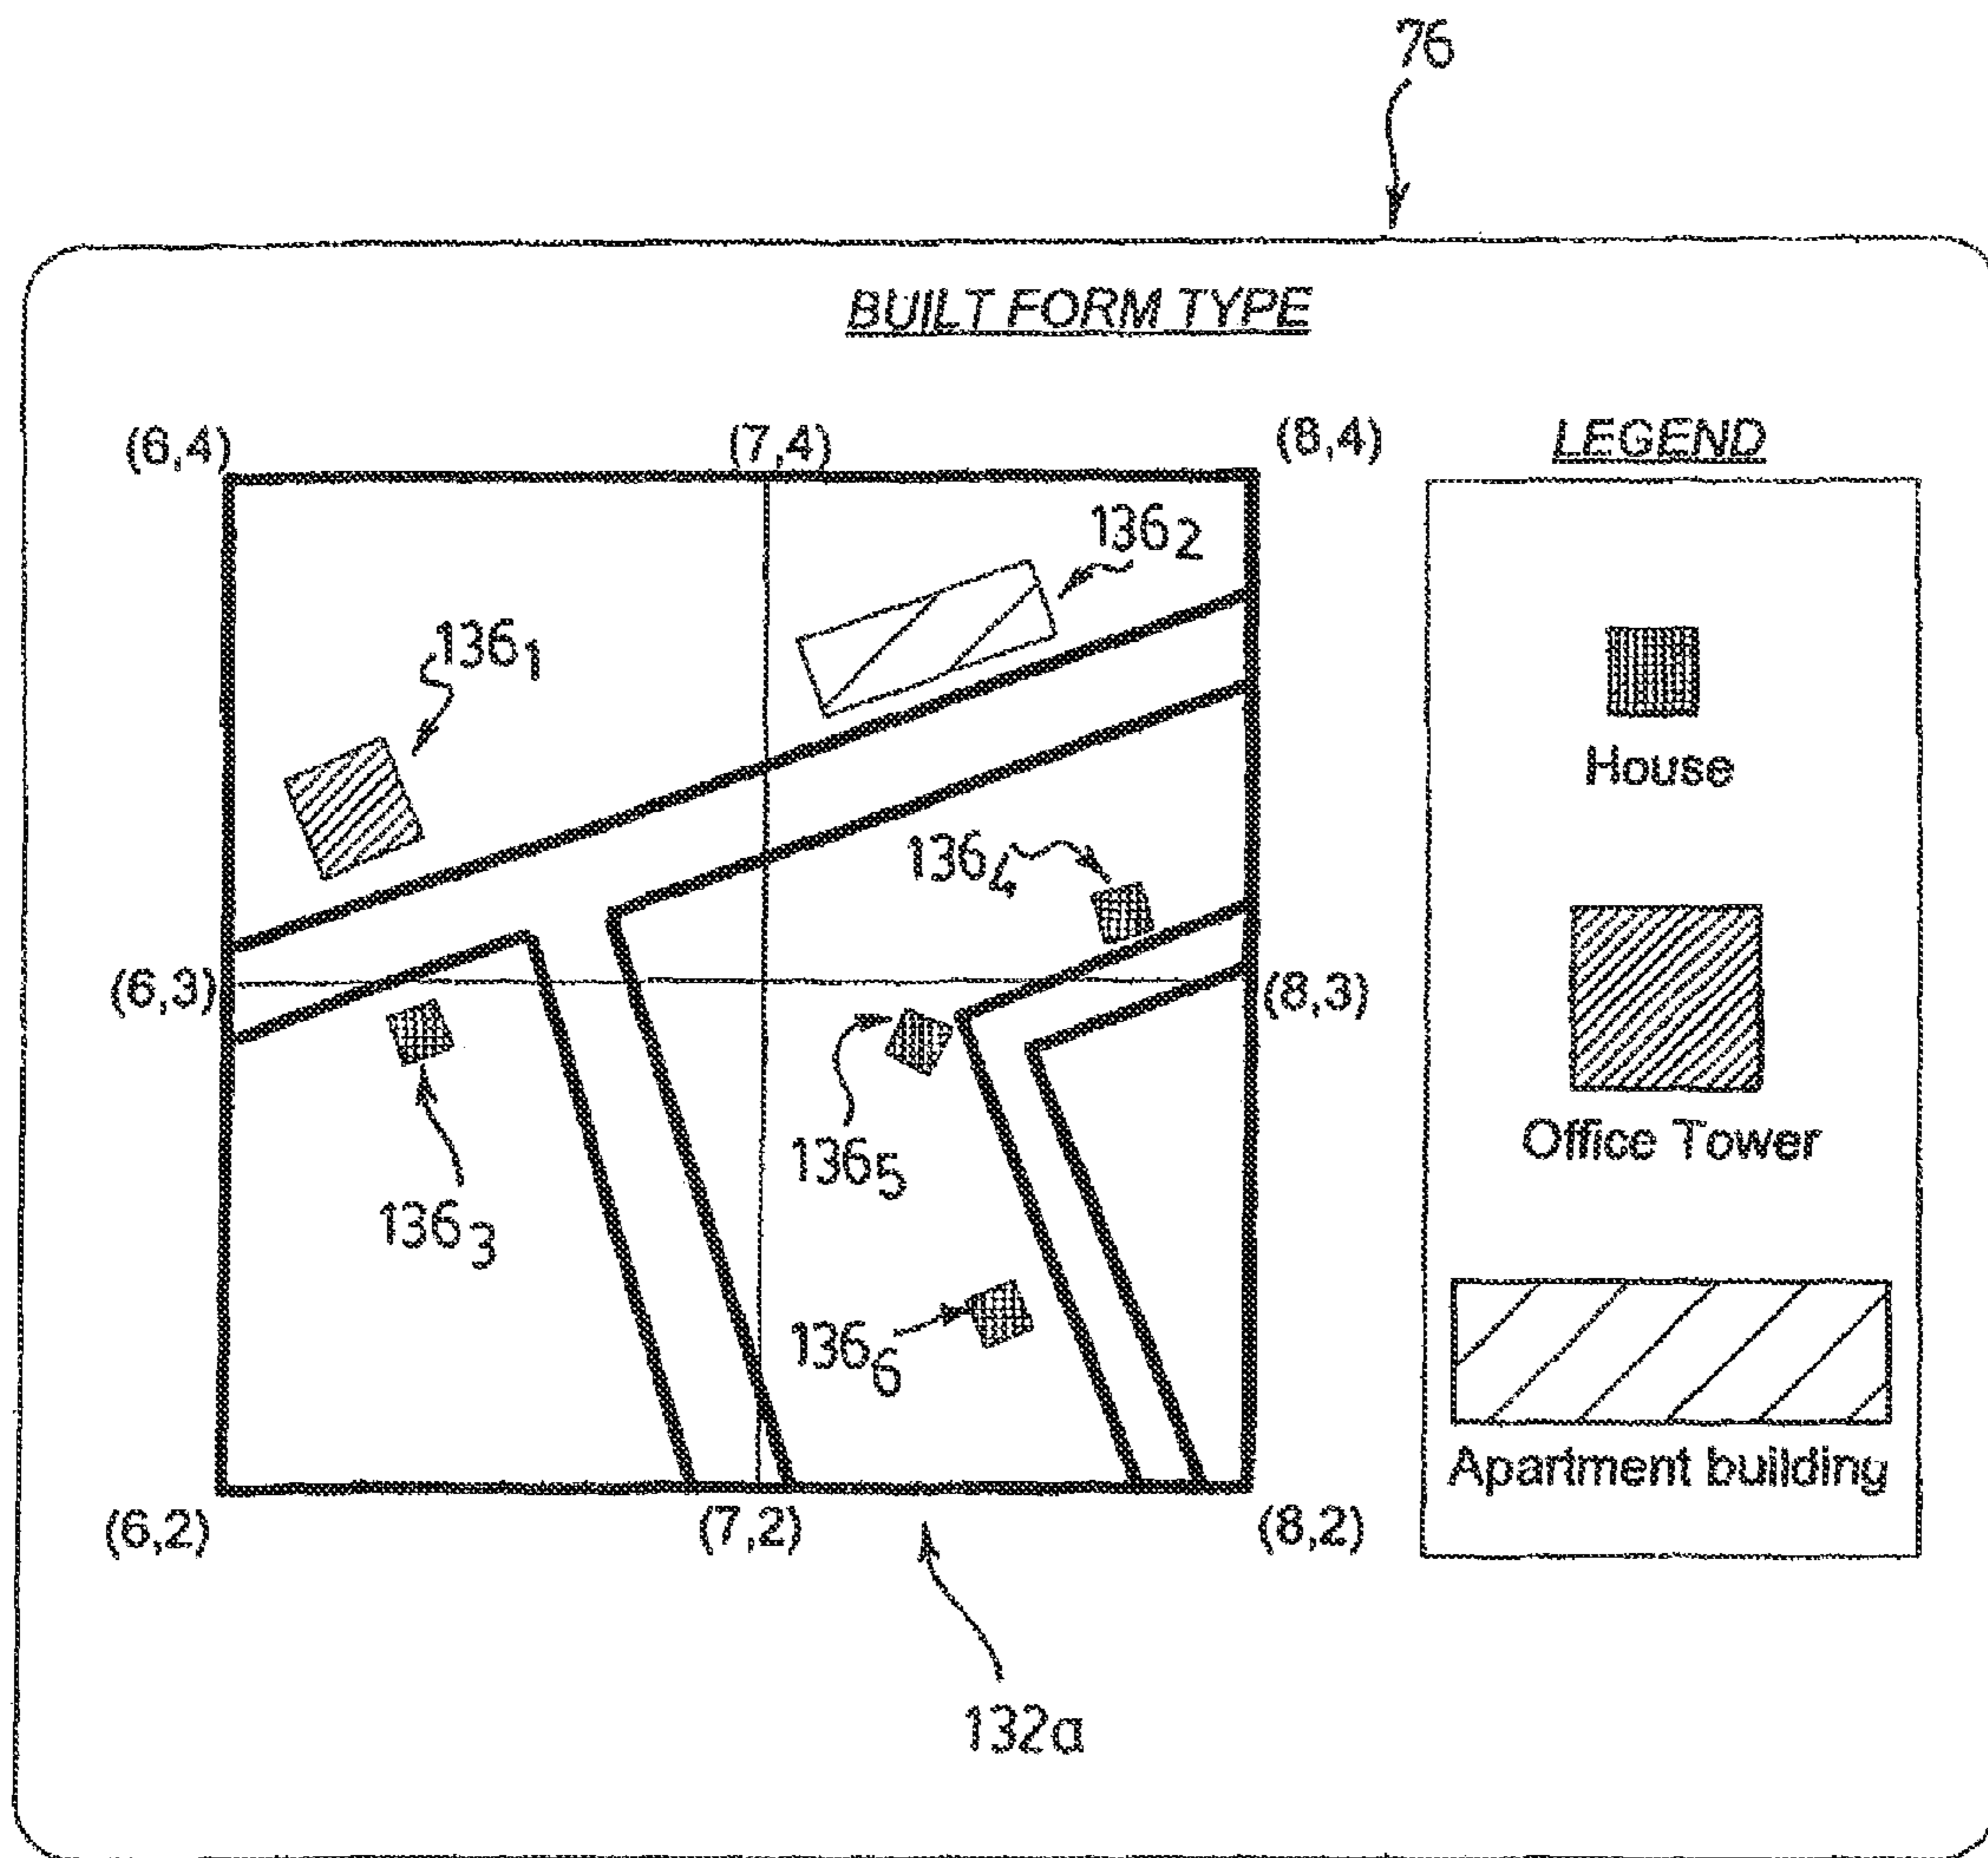 76
BUILT FORM TYPE
(6,4)
(7,4)
(8,4)
LEGEND
136₂
136₁
House
136₄
(6,3)
(8,3)
Office Tower
136₅
136₃
136₆
Apartment building
(6,2)
(7,2)
(8,2)
132a